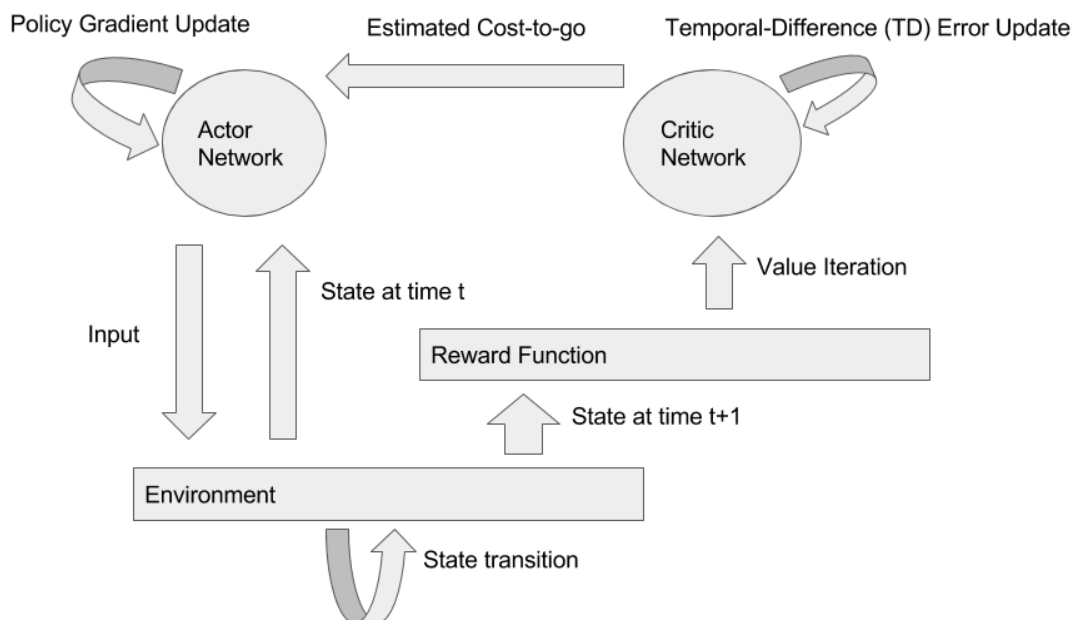 Policy Gradient Update
Estimated Cost-to-go
Temporal-Difference (TD) Error Update
Actor
Network
Critic
Network
Value Iteration
State at time t
Input
Reward Function
State at time t+1
Environment
State transition